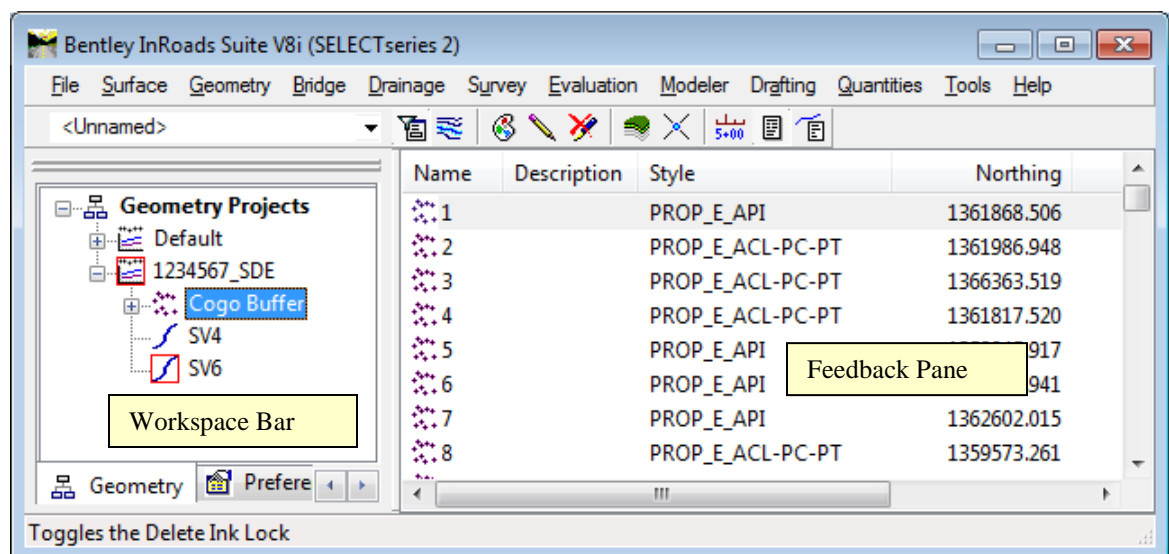 Bentley InRoads Suite V8i (SELECTseries 2)
File Surface Geometry Bridge Drainage Survey Evaluation Modeler Drafting Quantities Tools Help
<Unnamed>
5+00
Name Description Style Northing
Geometry Projects
Default
1234567_SDE
Cogo Buffer
SV4
SV6
Workspace Bar
Geometry Prefere
1 PROP_E_API 1361868.506
2 PROP_E_ACL-PC-PT 1361986.948
3 PROP_E_ACL-PC-PT 1366363.519
4 PROP_E_ACL-PC-PT 1361817.520
5 PROP_E_API 917
6 PROP_E_API 941
Feedback Pane
7 PROP_E_API 1362602.015
8 PROP_E_ACL-PC-PT 1359573.261
Toggles the Delete Ink Lock